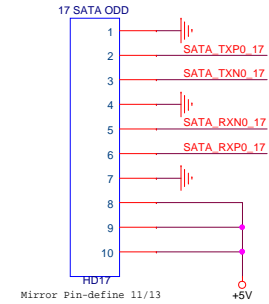 17 SATA ODD
1
2 SATA_TXP0_17
3 SATA_TXN0_17
4
5 SATA_RXN0_17
6 SATA_RXP0_17
7
8
9
10
HD17
Mirror Pin-define 11/13
+5V